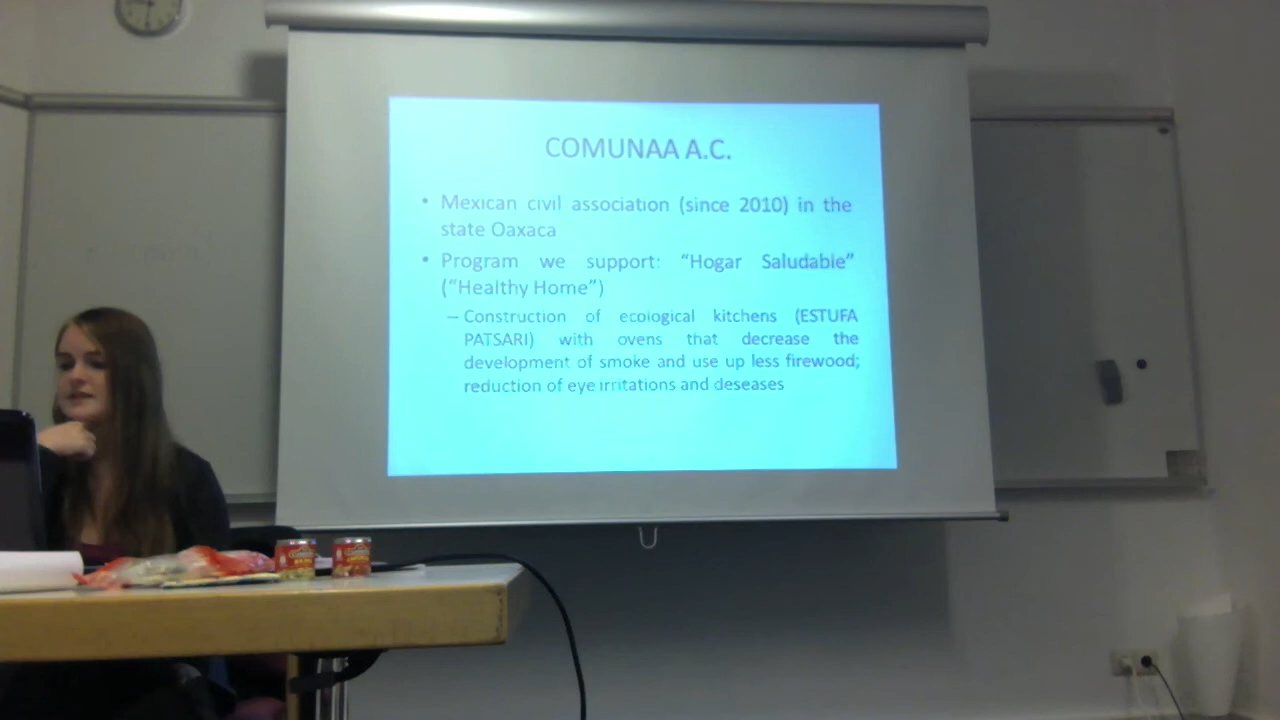 COMUNAA A.C.
• Mexican civil association (since 2010) in the
state Oaxaca
• Program we support: “Hogar Saludable”
(“Healthy Home”)
– Construction of ecological kitchens (ESTUFA
PATSARI) with ovens that decrease the
development of smoke and use up less firewood;
reduction of eye irritations and deseases